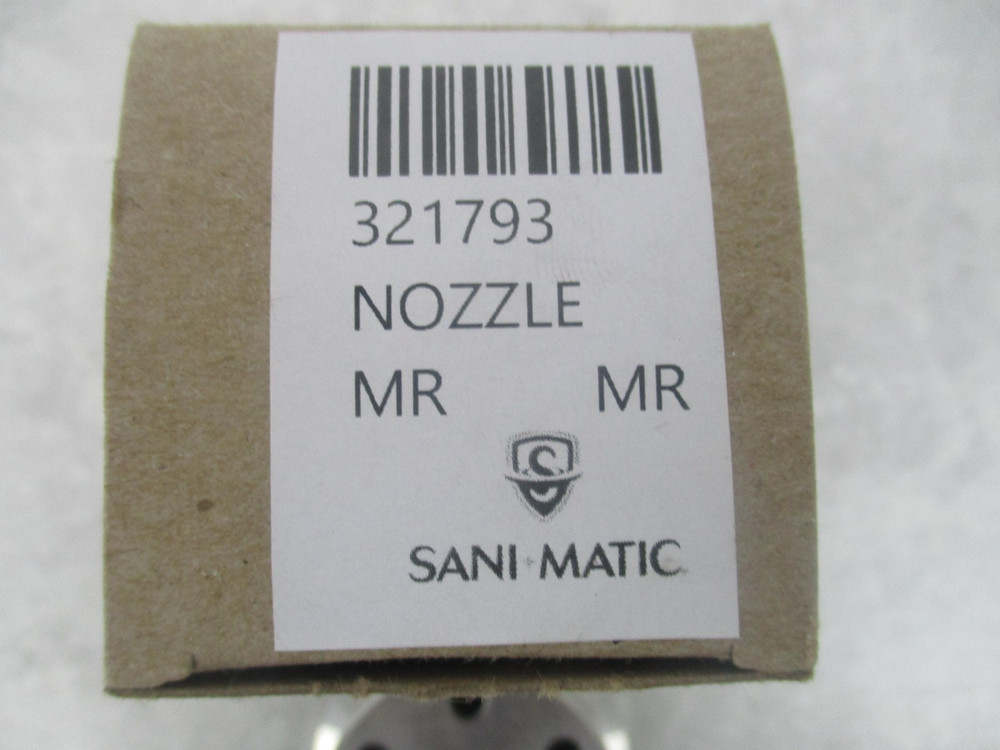 321793
NOZZLE
MR MR
SANI MATIC